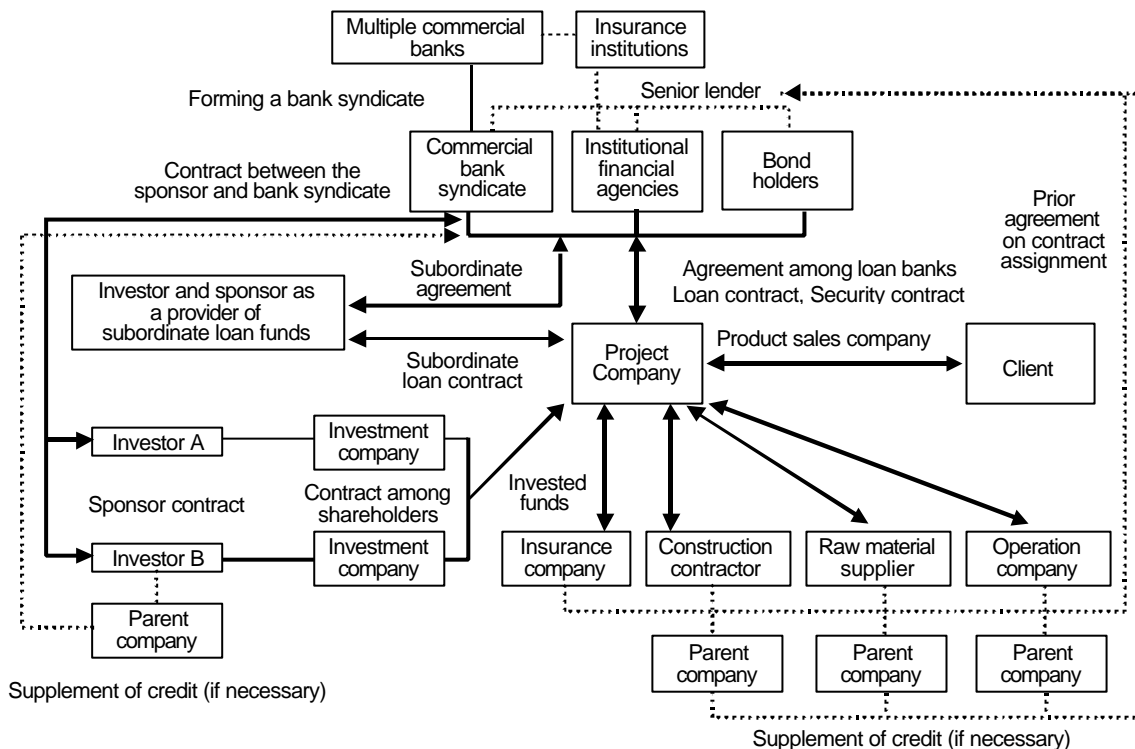 Multiple commercial
banks
Insurance
institutions
Forming a bank syndicate
Senior lender
Contract between the
sponsor and bank syndicate
Commercial
bank
syndicate
Institutional
financial
agencies
Bond
holders
Prior
agreement
on contract
assignment
Subordinate
agreement
Agreement among loan banks
Loan contract, Security contract
Investor and sponsor as
a provider of
subordinate loan funds
Subordinate
loan contract
Project
Company
Product sales company
Client
Investor A
Investment
company
Sponsor contract
Contract among
shareholders
Invested
funds
Investor B
Investment
company
Insurance
company
Construction
contractor
Raw material
supplier
Operation
company
Parent
company
Parent
company
Parent
company
Parent
company
Supplement of credit (if necessary)
Supplement of credit (if necessary)